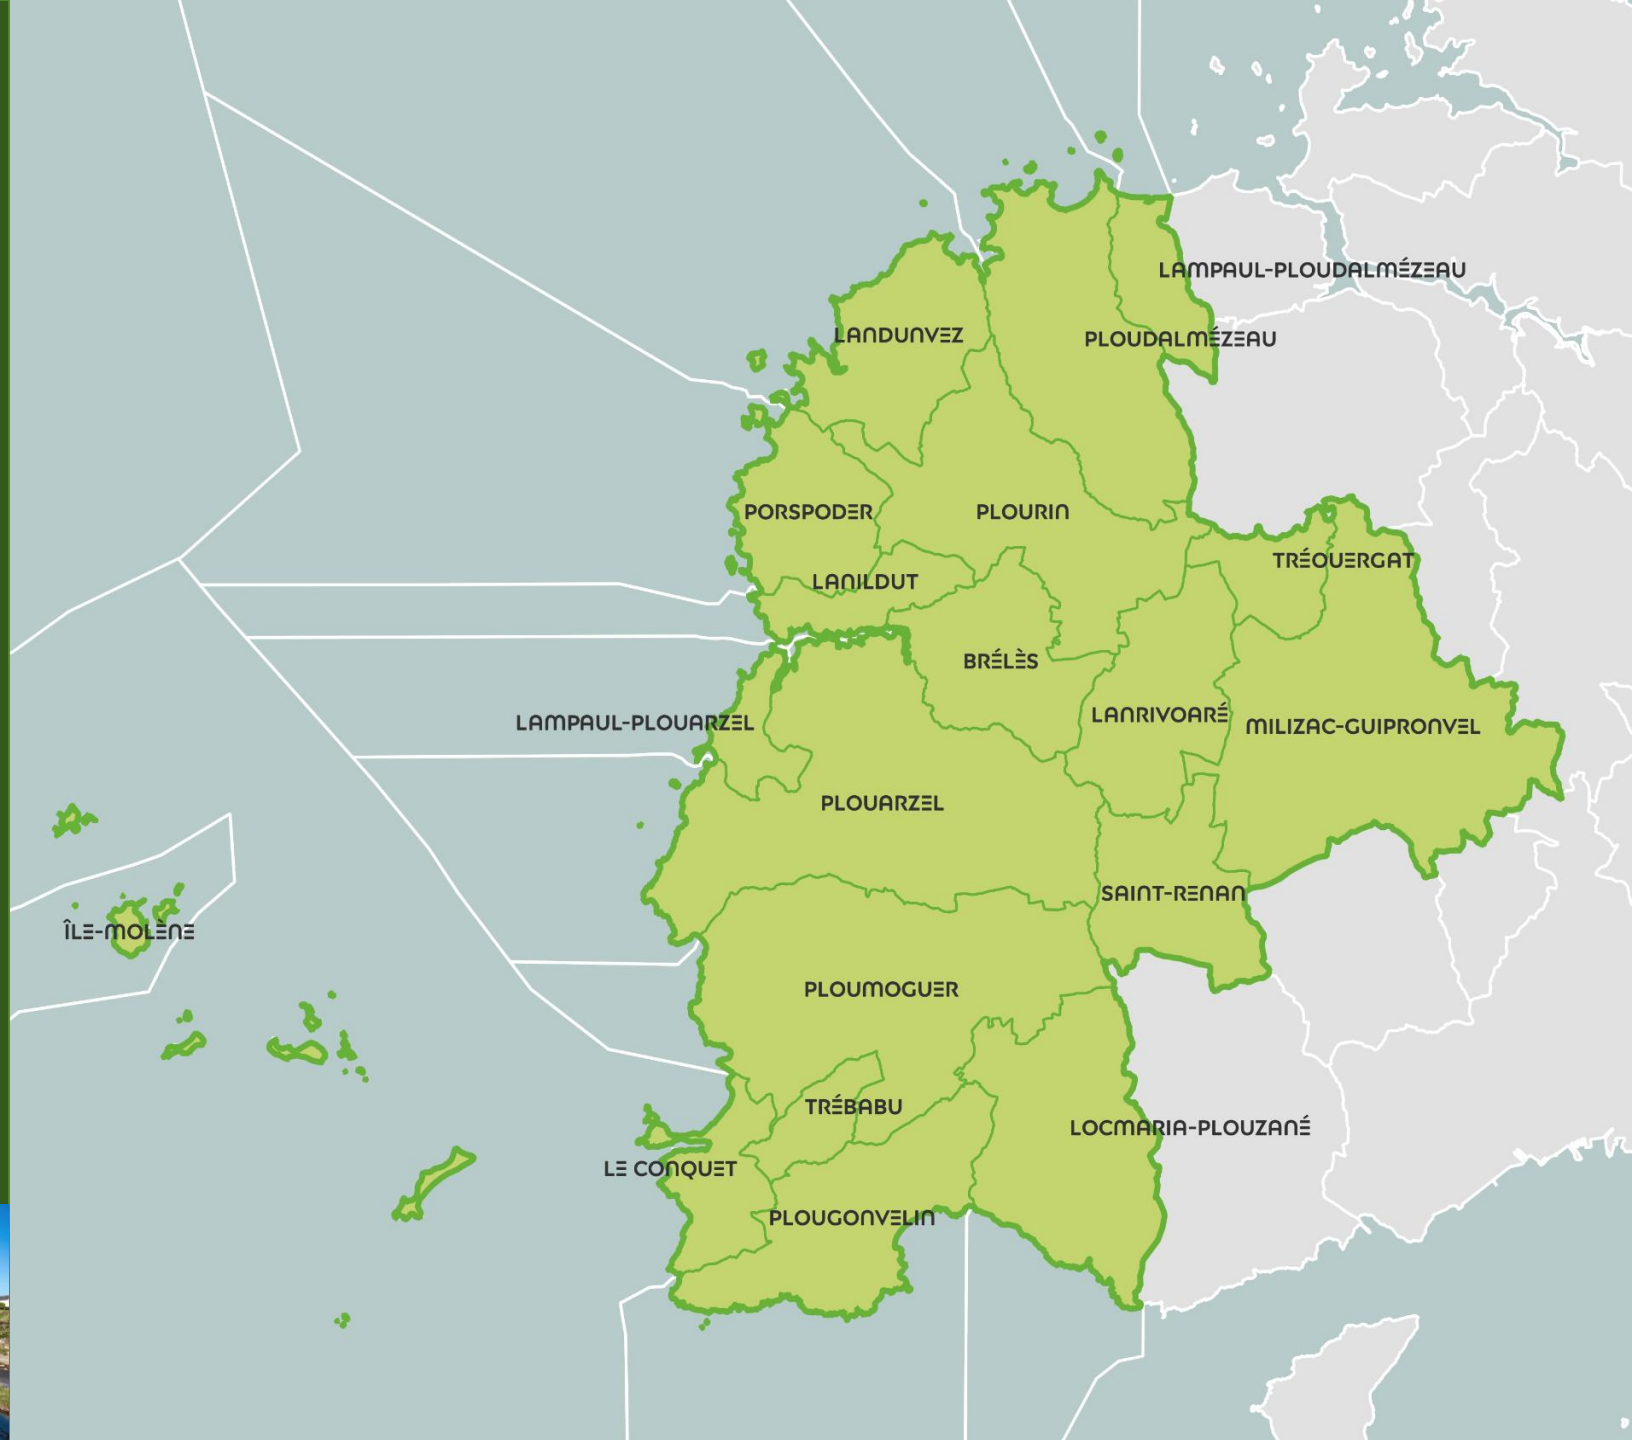 LAMPAUL-PLOUDALMÉZEAU
LANDUNVEZ
PLOUDALMÉZEAU
PORSPODER
PLOURIN
TRÉOUERGAT
LANILDUT
BRÉLÈS
LAMPAUL-PLOUARZEL
LANRIVOARÉ
MILIZAC-GUIPRONVEL
PLOUARZEL
SAINT-RENAN
ÎLE-MOLÈNE
PLOUMOGUER
TRÉBABU
LOCMARIA-PLOUZANÉ
LE CONQUET
PLOUGONVELIN